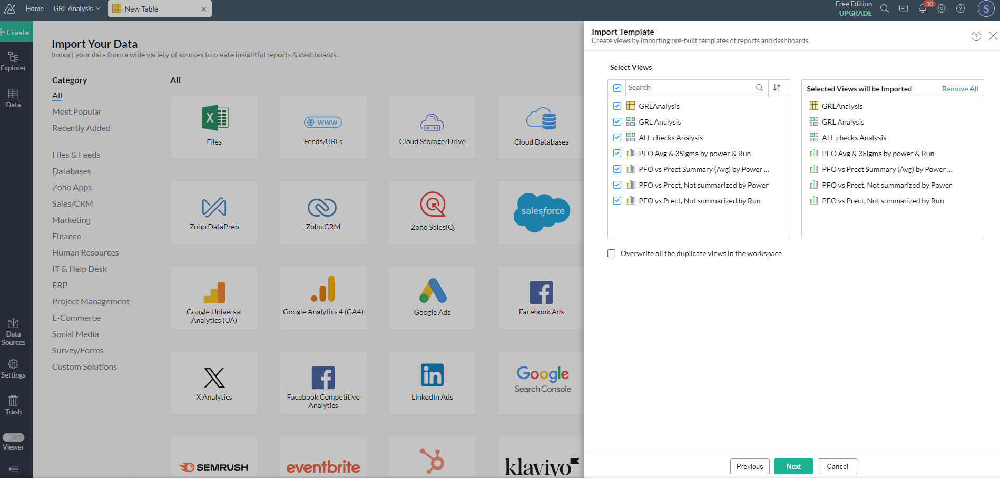 Home
GRL Analysis
New Table
Free Edition
UPGRADE
10
S
Create
Explorer
Data
Data
Sources
Settings
Trash
OFF
Viewer
Import Your Data
Import your data from a wide variety of sources to create insightful reports & dashboards.
Category
All
Most Popular
Recently Added
Files & Feeds
Databases
Zoho Apps
Sales/CRM
Marketing
Finance
Human Resources
IT & Help Desk
ERP
Project Management
E-Commerce
Social Media
Survey/Forms
Custom Solutions
All
X
Files
WWW
Feeds/URLs
Cloud Storage/Drive
Cloud Databases
Zoho DataPrep
Zoho CRM
Zoho SalesIQ
salesforce
Google Universal
Analytics (UA)
Google Analytics 4 (GA4)
Google Ads
f
Facebook Ads
X
X Analytics
f
Facebook Competitive
Analytics
in
LinkedIn Ads
Google
Search Console
SEMRUSH
eventbrite
klaviyo
Import Template
Create views by importing pre-built templates of reports and dashboards.
Select Views
Search
GRLAnalysis
GRL Analysis
ALL checks Analysis
PFO Avg & 3Sigma by power & Run
PFO vs Prect Summary (Avg) by Power ...
PFO vs Prect, Not summarized by Power
PFO vs Prect, Not summarized by Run
Selected Views will be Imported
Remove All
GRLAnalysis
GRL Analysis
ALL checks Analysis
PFO Avg & 3Sigma by power & Run
PFO vs Prect Summary (Avg) by Power ...
PFO vs Prect, Not summarized by Power
PFO vs Prect, Not summarized by Run
Overwrite all the duplicate views in the workspace
Previous
Next
Cancel